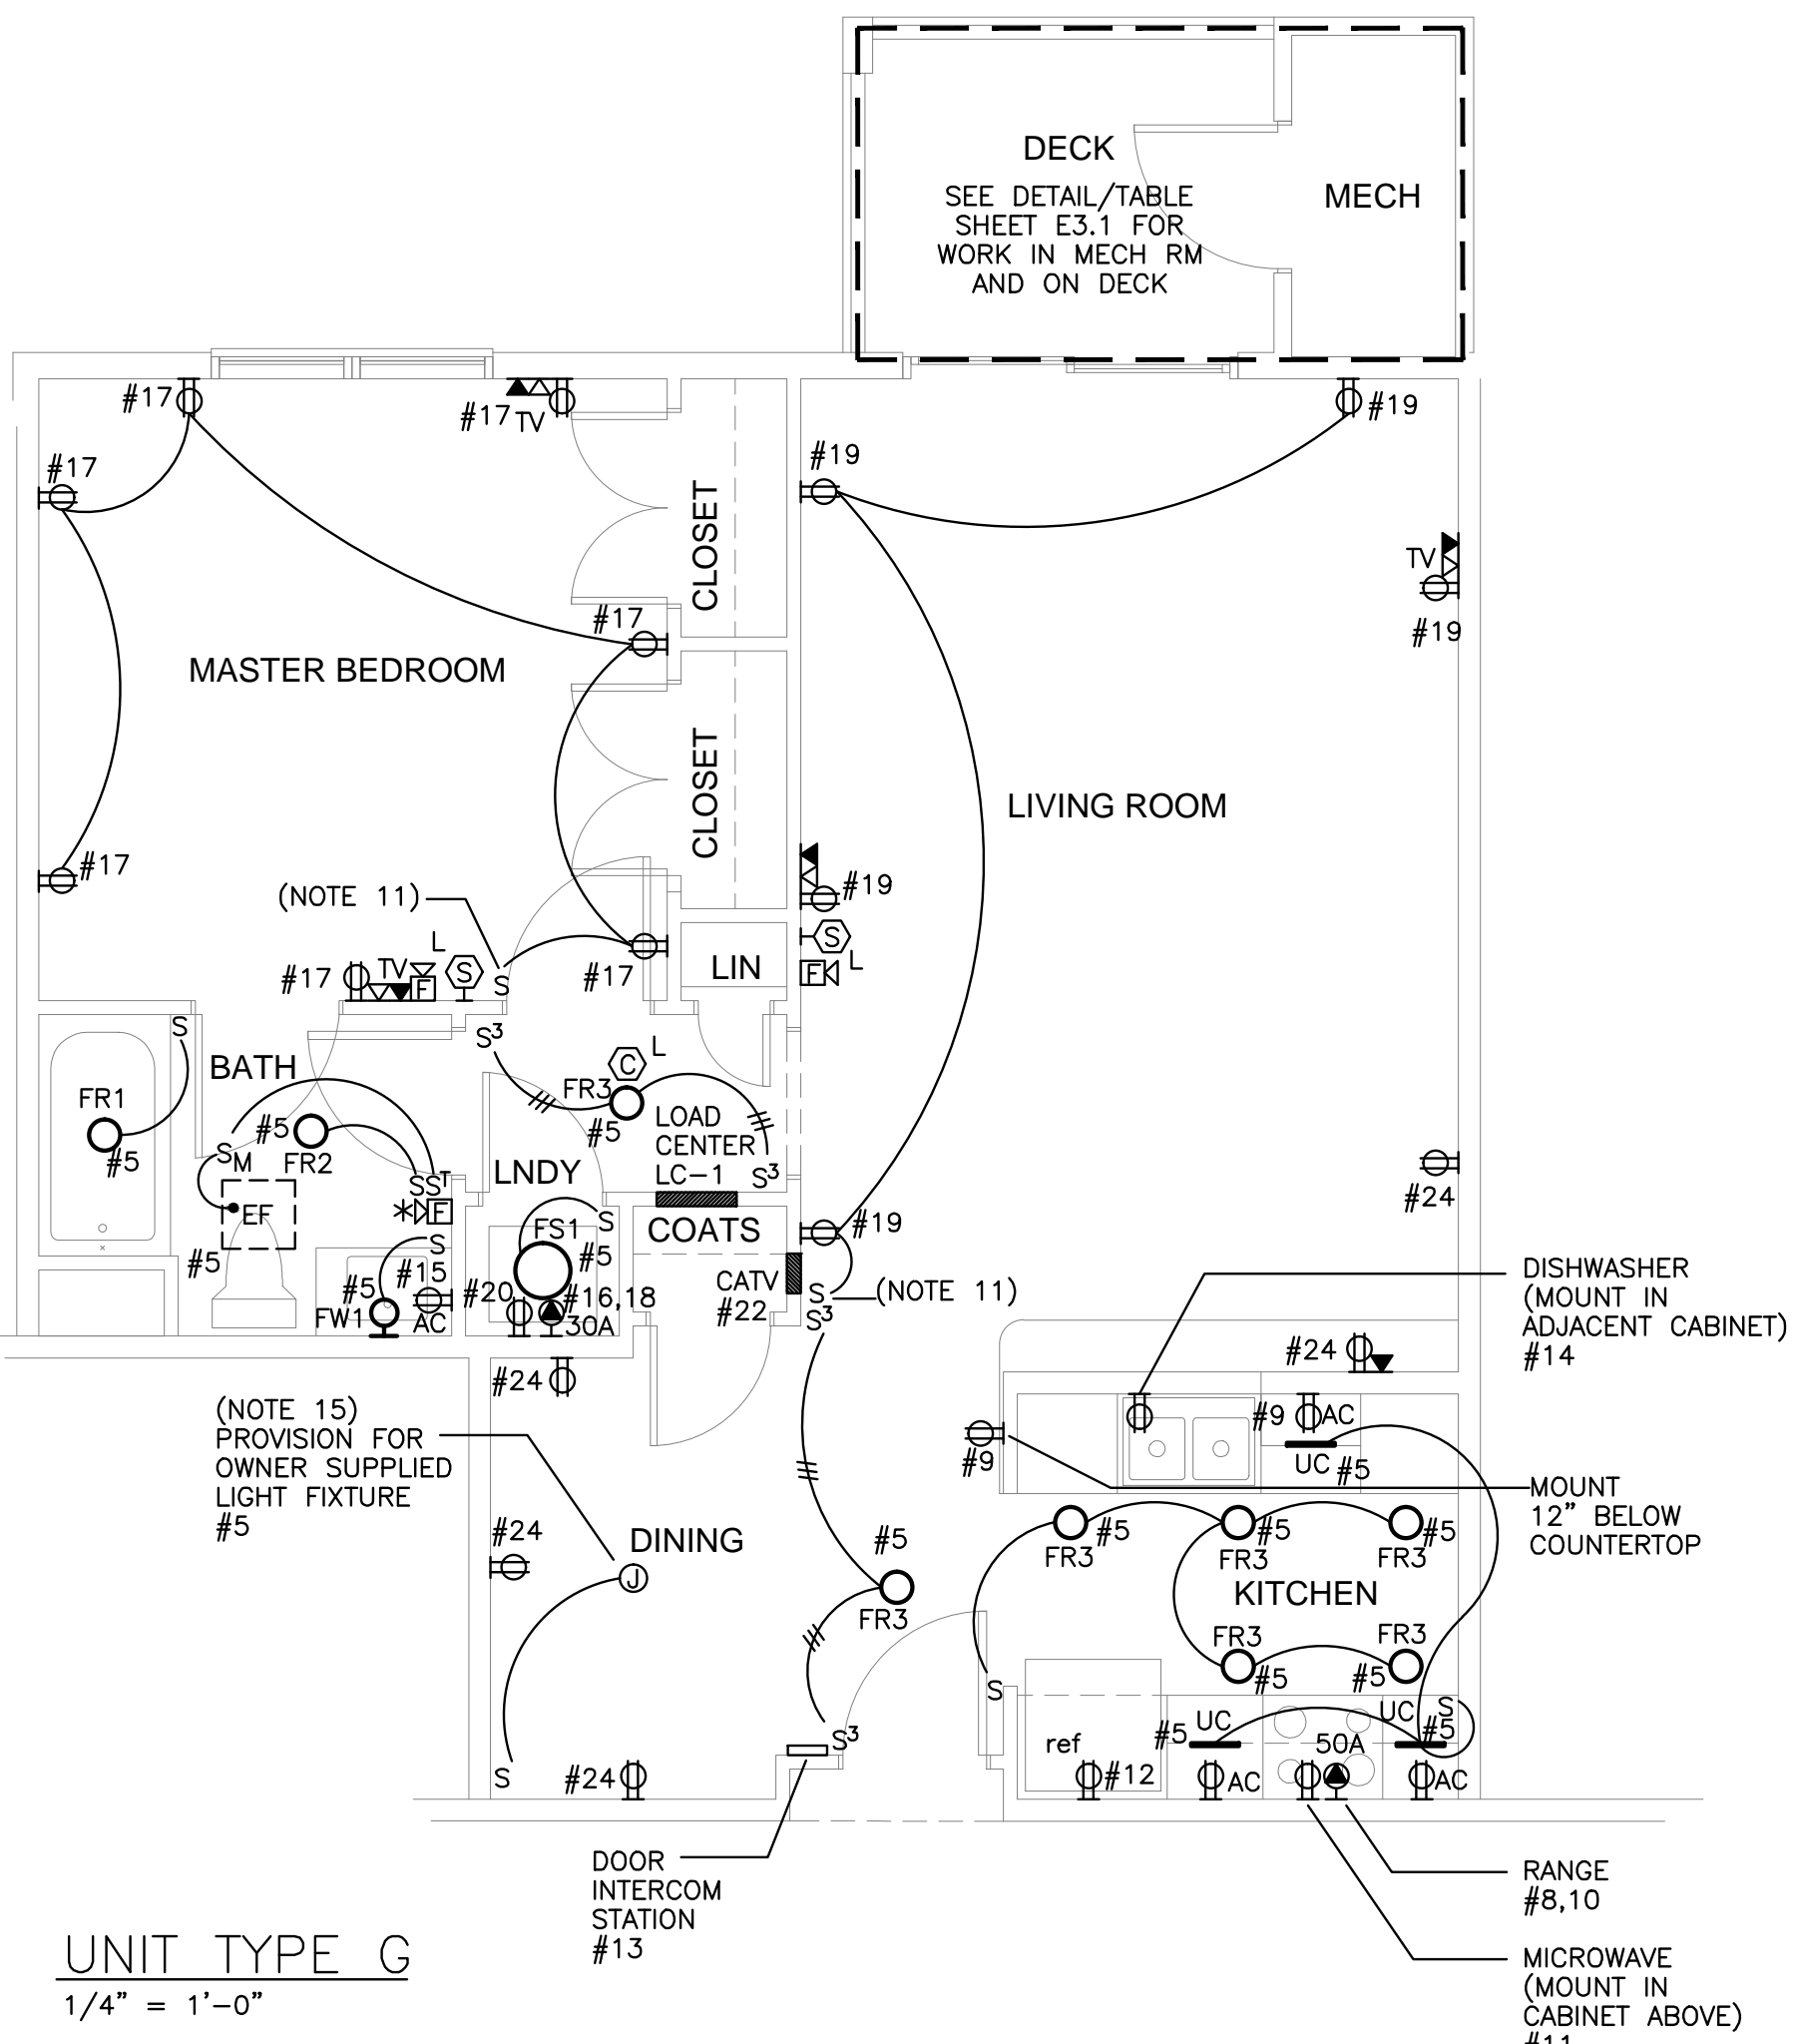 DECK
SEE DETAIL/TABLE
SHEET E3.1 FOR
WORK IN MECH RM
AND ON DECK
MECH
#17
#17
TV
#19
#17
#19
CLOSET
TV
#19
#17
MASTER BEDROOM
CLOSET
LIVING ROOM
#17
(NOTE 11)
#19
S
L
F
L
#17
TV
L
F
S
S
#17
LIN
S
S3
BATH
C
L
FR3
#5
FR1
#5
#5
FR2
SM
LOAD
CENTER
LC-1
S3
#24
LNDY
SST
*
F
EF
#5
S
FS1
#5
S
COATS
#19
#15
#5
FW1
AC
#20
#16,18
30A
CATV
#22
S
(NOTE 11)
S3
DISHWASHER
(MOUNT IN
ADJACENT CABINET)
#14
#24
#24
(NOTE 15)
PROVISION FOR
OWNER SUPPLIED
LIGHT FIXTURE
#5
#9
#9
AC
UC
#5
MOUNT
12" BELOW
COUNTERTOP
#24
DINING
J
#5
FR3
#5
FR3
#5
FR3
#5
FR3
KITCHEN
FR3
#5
FR3
#5
S
S
#24
S3
ref
#12
#5
UC
AC
50A
UC
S
#5
AC
DOOR
INTERCOM
STATION
#13
RANGE
#8,10
MICROWAVE
(MOUNT IN
CABINET ABOVE)
#11
UNIT TYPE G
1/4" = 1'-0"